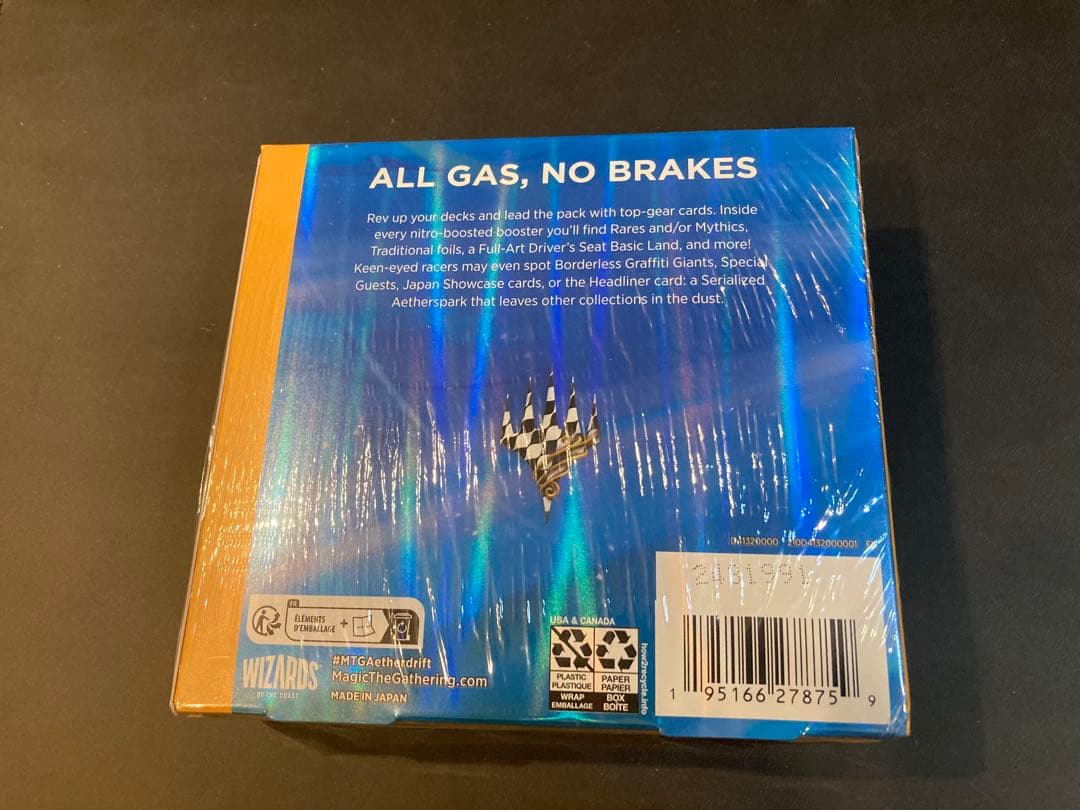 ALL GAS, NO BRAKES
Rev up your decks and lead the pack with top-gear cards. Inside
every nitro-boosted booster you'll find Rares and/or Mythics,
Traditional foils, a Full-Art Driver's Seat Basic Land, and more!
Keen-eyed racers may even spot Borderless Graffiti Giants, Special
Guests, Japan Showcase cards, or the Headliner card: a Serialized
Aetherspark that leaves other collections in the dust.
D41320000 210D4132000001
FR
ÉLÉMENTS
D'EMBALLAGE
+
WIZARDS
OF THE COAST
#MTGAetherdrift
MagicTheGathering.com
MADE IN JAPAN
USA & CANADA
PLASTIC
PLASTIQUE
WRAP
EMBALLAGE
PAPER
PAPIER
BOX
BOÎTE
how2recycle.info
1 95166 27875 9